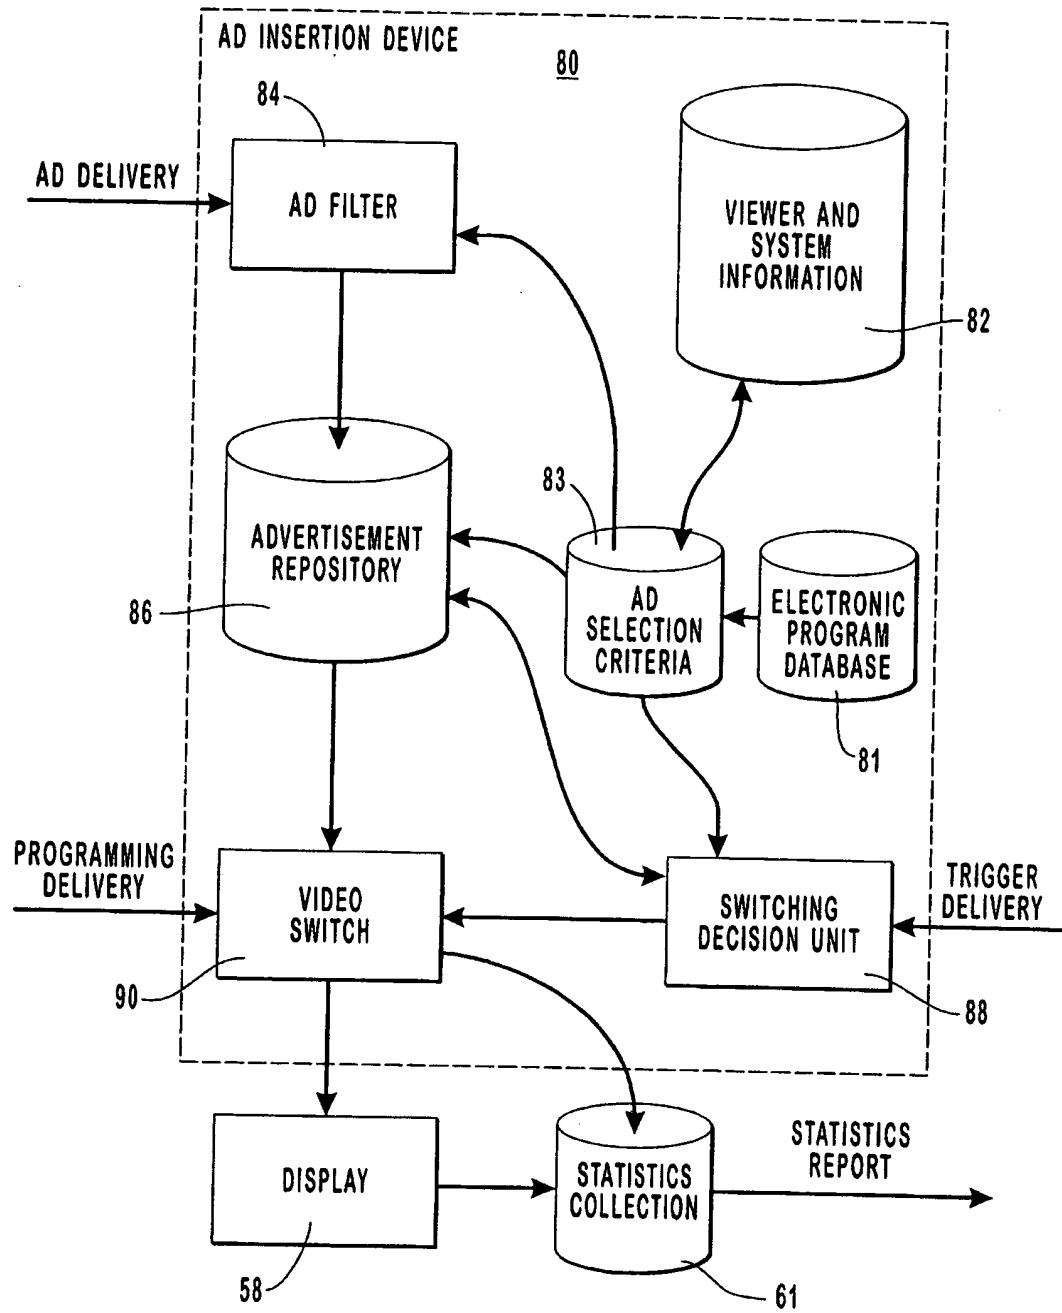 AD INSERTION DEVICE
80
84
AD DELIVERY
AD FILTER
VIEWER AND
SYSTEM
INFORMATION
82
83
ADVERTISEMENT
REPOSITORY
86
AD
SELECTION
CRITERIA
ELECTRONIC
PROGRAM
DATABASE
81
PROGRAMMING
DELIVERY
VIDEO
SWITCH
90
SWITCHING
DECISION UNIT
TRIGGER
DELIVERY
88
DISPLAY
58
STATISTICS
COLLECTION
61
STATISTICS
REPORT